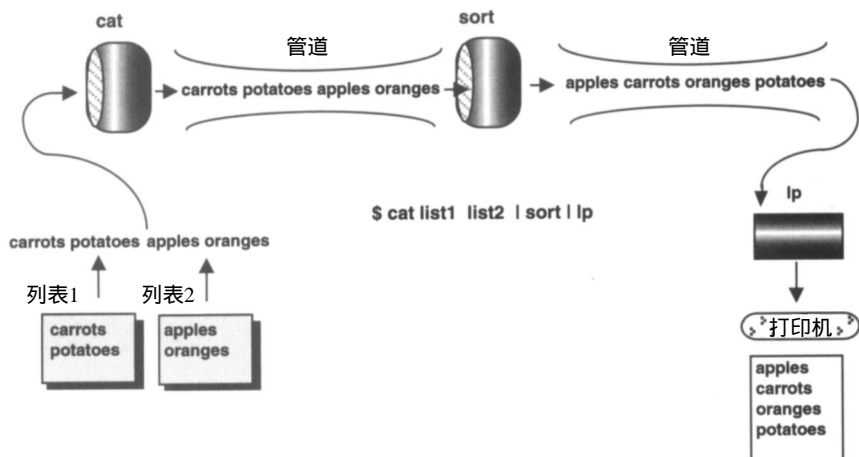 cat
sort
管道
管道
carrots potatoes apples oranges
apples carrots oranges potatoes
$ cat list1 list2 | sort | lp
lp
carrots potatoes apples oranges
列表1
列表2
carrots
potatoes
apples
oranges
打印机
apples
carrots
oranges
potatoes